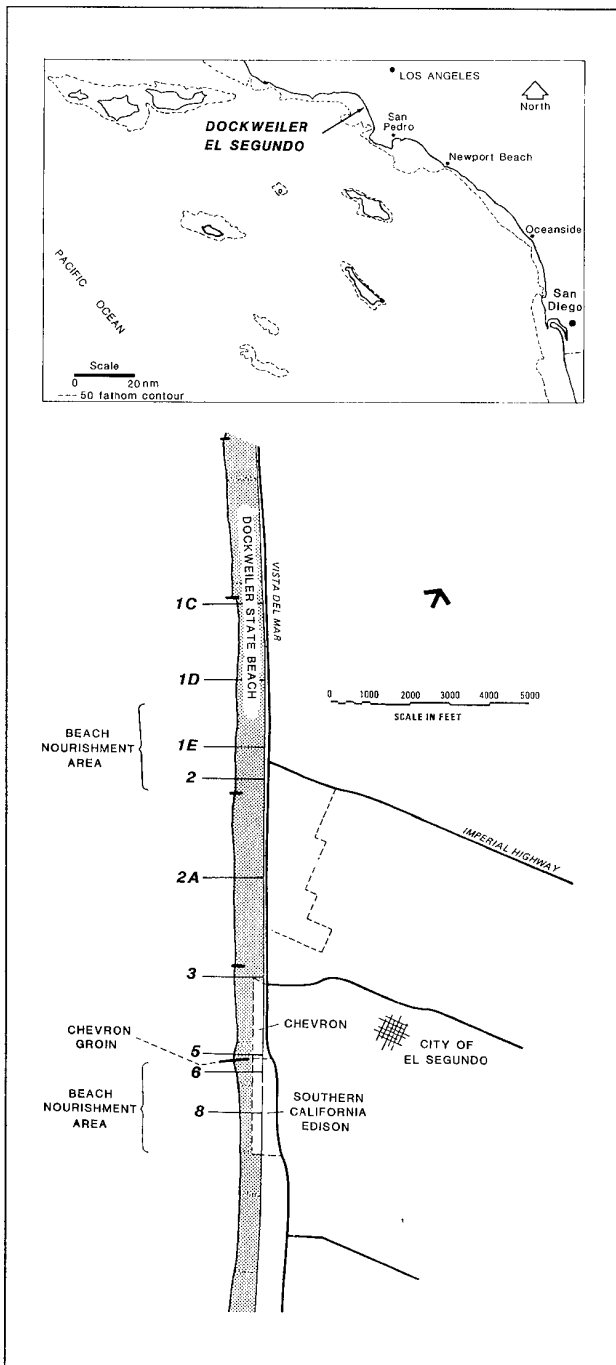 LOS ANGELES
North
DOCKWEILER
EL SEGUNDO
San
Pedro
Newport Beach
Oceanside
San
Diego
PACIFIC
OCEAN
Scale
0 20nm
--- 50 fathom contour
DOCKWEILER STATE BEACH
VISTA DEL MAR
1C
1D
0 1000 2000 3000 4000 5000
SCALE IN FEET
BEACH
NOURISHMENT
AREA
1E
2
IMPERIAL HIGHWAY
2A
3
CHEVRON
GROIN
CHEVRON
CITY OF
EL SEGUNDO
5
6
BEACH
NOURISHMENT
AREA
8
SOUTHERN
CALIFORNIA
EDISON